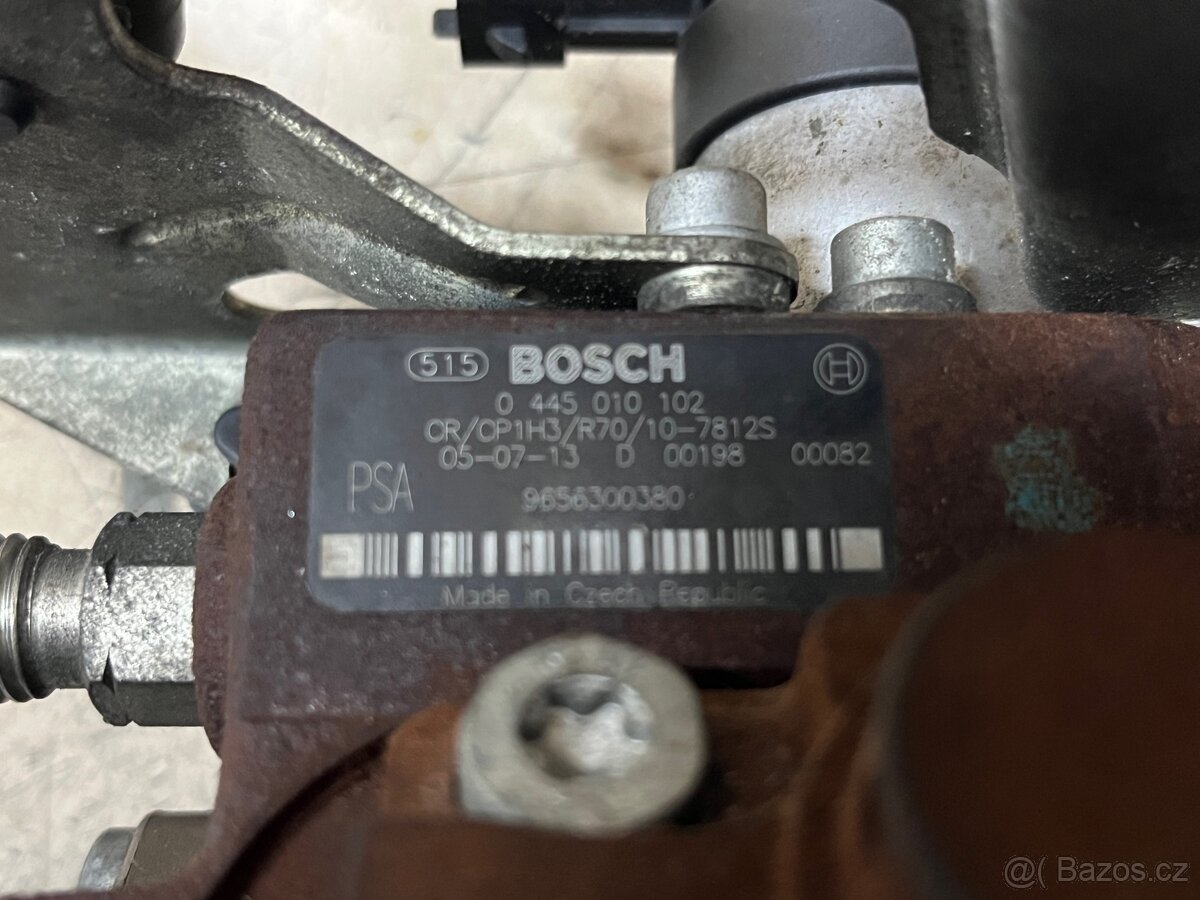 515 BOSCH
0 445 010 102
CR/CP1H3/R70/10-7812S
05-07-13 D 00198 00082
PSA
9656300380
Made in Czech Republic
@( Bazos.cz